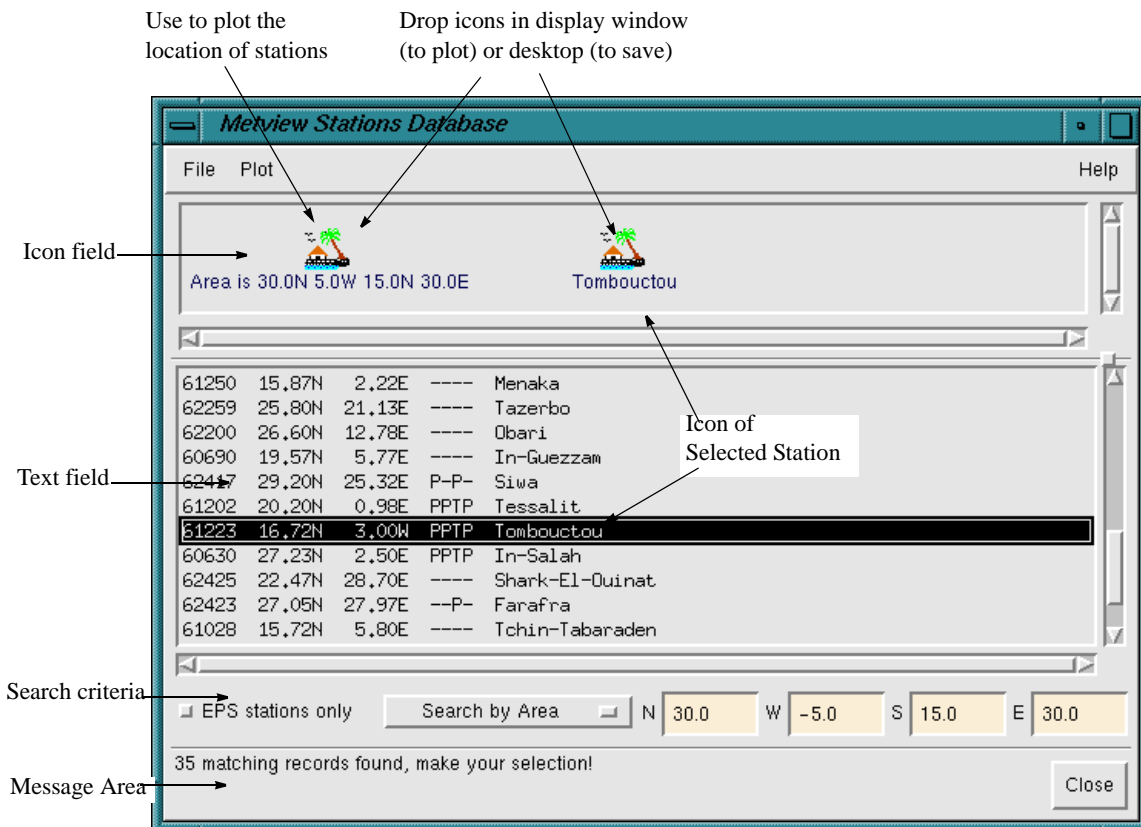 Use to plot the
location of stations
Drop icons in display window
(to plot) or desktop (to save)
Metview Stations Database
File Plot Help
Icon field
Area is 30.0N 5.0W 15.0N 30.0E
Tombouctou
61250 15.87N 2.22E ---- Menaka
62259 25.80N 21.13E ---- Tazerbo
62200 26.60N 12.78E ---- Obari
60690 19.57N 5.77E ---- In-Guezzam
62417 29.20N 25.32E P-P- Siwa
61202 20.20N 0.98E PPTP Tessalit
61223 16.72N 3.00W PPTP Tombouctou
60630 27.23N 2.50E PPTP In-Salah
62425 22.47N 28.70E ---- Shark-El-Ouinat
62423 27.05N 27.97E --P- Farafra
61028 15.72N 5.80E ---- Tchin-Tabaraden
Icon of
Selected Station
Text field
Search criteria
EPS stations only Search by Area N 30.0 W -5.0 S 15.0 E 30.0
35 matching records found, make your selection!
Message Area
Close